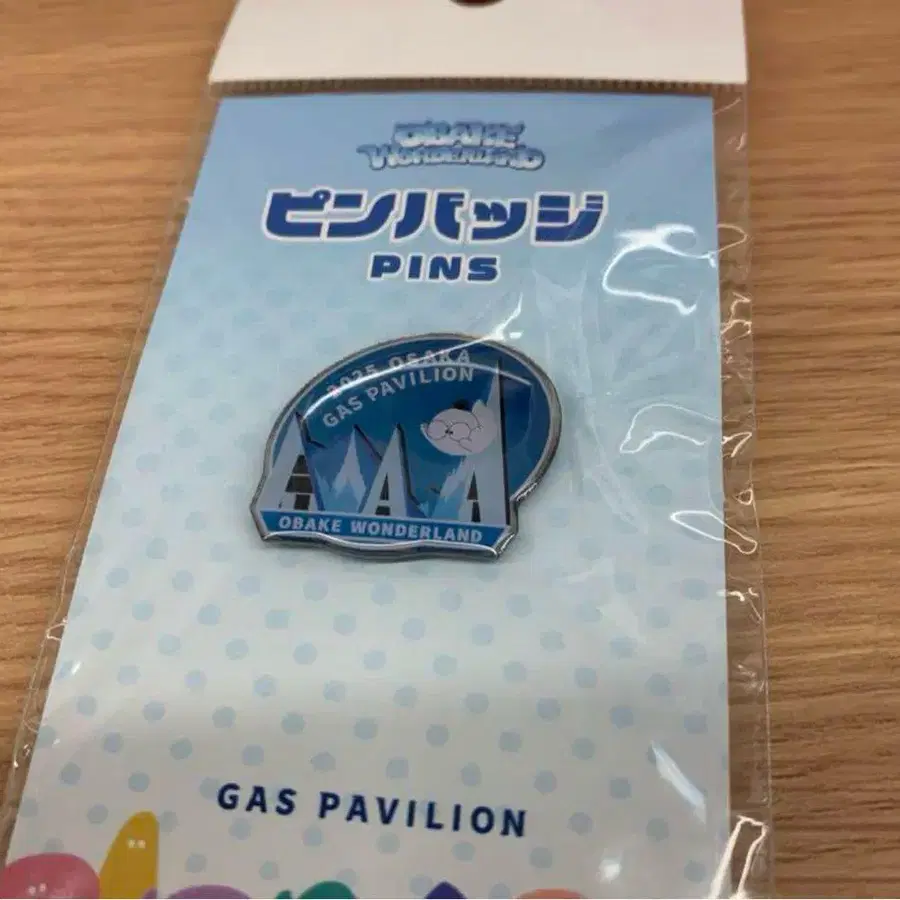 OBAKE
WONDERLAND
ピンバッジ
PINS
2025 OSAKA
GAS PAVILION
OBAKE WONDERLAND
GAS PAVILION